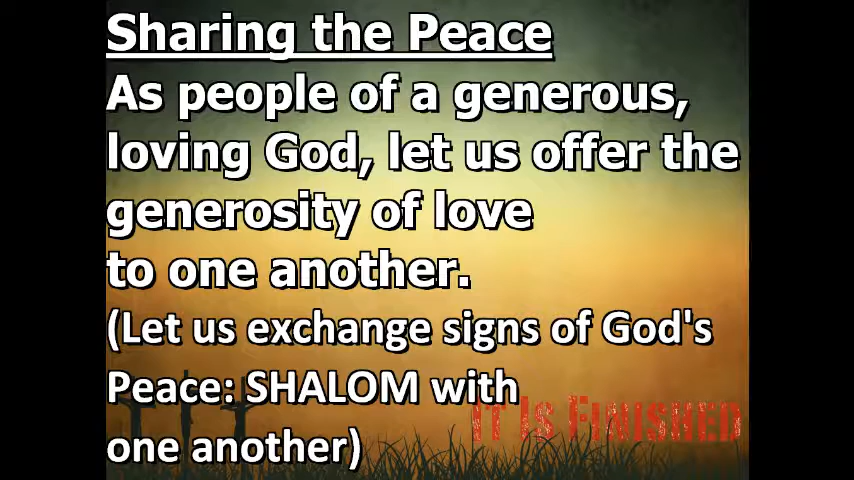 Sharing the Peace
As people of a generous,
loving God, let us offer the
generosity of love
to one another.
(Let us exchange signs of God's
Peace: SHALOM with
one another)
IT IS FINISHED